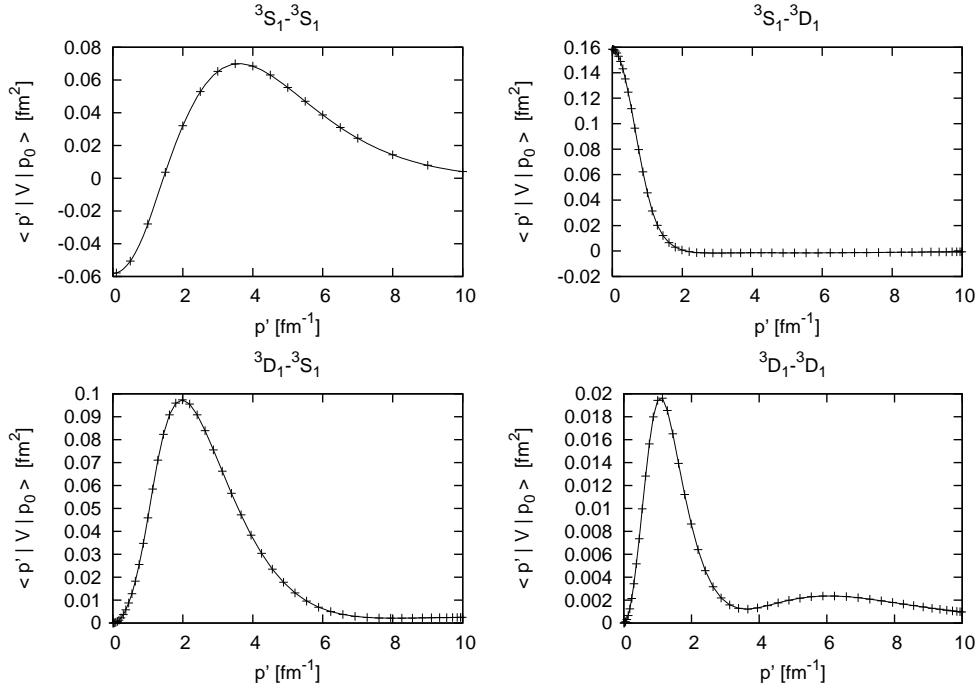 ³S₁-³S₁
< p' | V | p₀ > [fm²]
0.08
0.06
0.04
0.02
0
-0.02
-0.04
-0.06
0 2 4 6 8 10
p' [fm⁻¹]
³S₁-³D₁
< p' | V | p₀ > [fm²]
0.16
0.14
0.12
0.1
0.08
0.06
0.04
0.02
0
-0.02
0 2 4 6 8 10
p' [fm⁻¹]
³D₁-³S₁
< p' | V | p₀ > [fm²]
0.1
0.09
0.08
0.07
0.06
0.05
0.04
0.03
0.02
0.01
0
0 2 4 6 8 10
p' [fm⁻¹]
³D₁-³D₁
< p' | V | p₀ > [fm²]
0.02
0.018
0.016
0.014
0.012
0.01
0.008
0.006
0.004
0.002
0
0 2 4 6 8 10
p' [fm⁻¹]